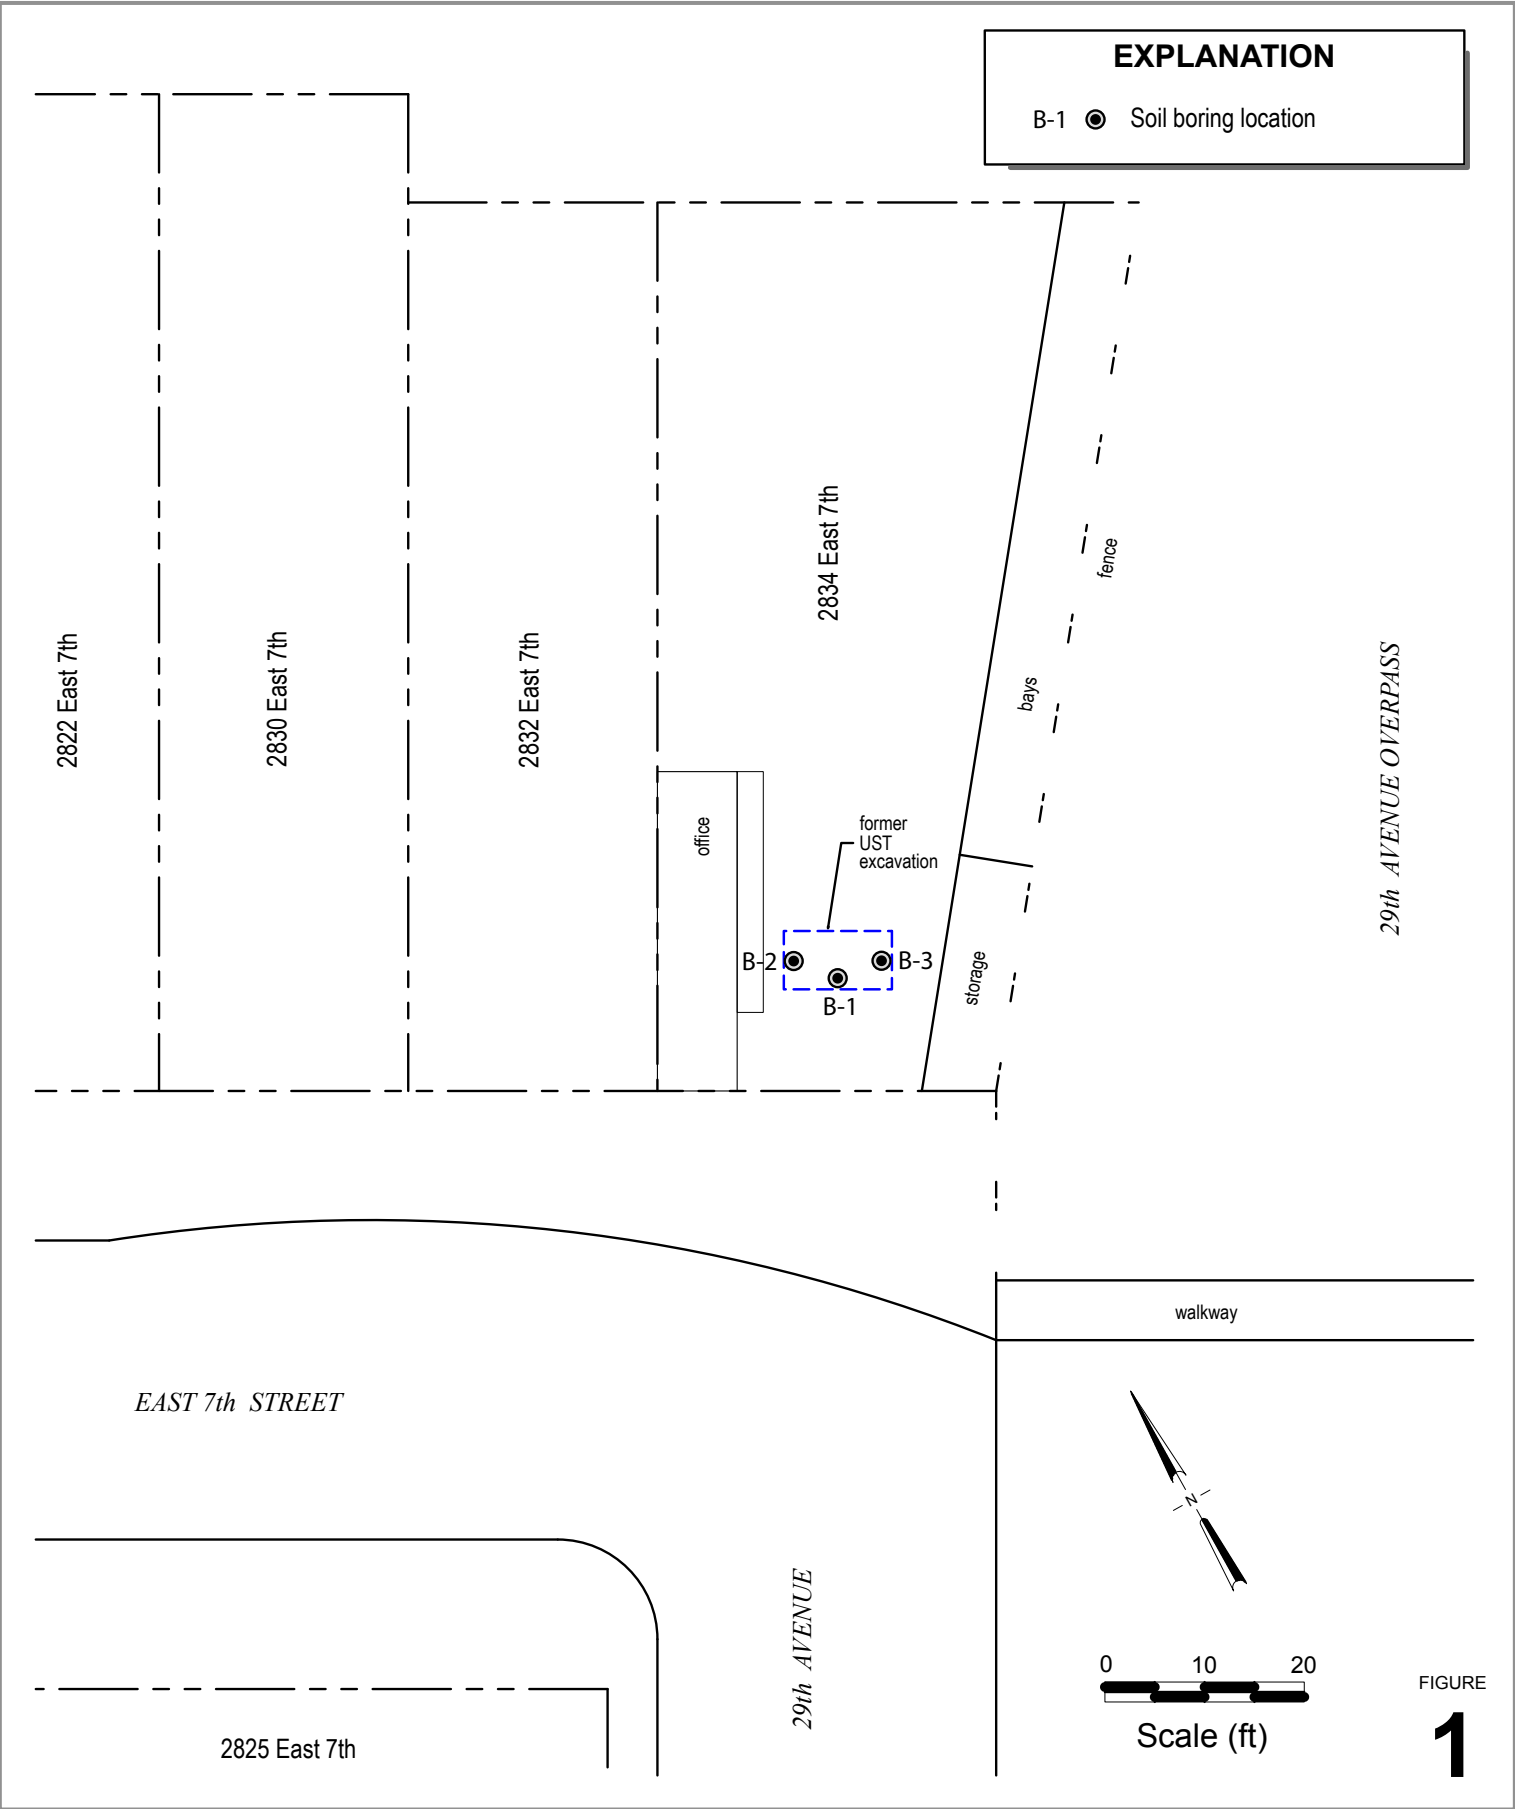 EXPLANATION
B-1 Soil boring location
2822 East 7th
2830 East 7th
2832 East 7th
2834 East 7th
fence
bays
29th AVENUE OVERPASS
office
former
UST
excavation
storage
B-2
B-3
B-1
walkway
EAST 7th STREET
N
29th AVENUE
2825 East 7th
0 10 20
Scale (ft)
FIGURE
1